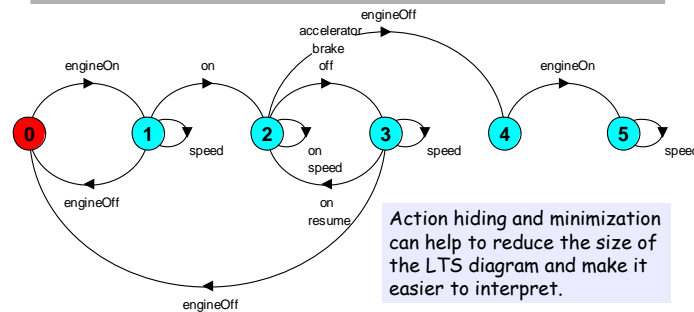 engineOff
accelerator
brake
engineOn
on
off
engineOn
0
1
2
3
4
5
speed
on
speed
speed
speed
engineOff
on
resume
engineOff
Action hiding and minimization
can help to reduce the size of
the LTS diagram and make it
easier to interpret.